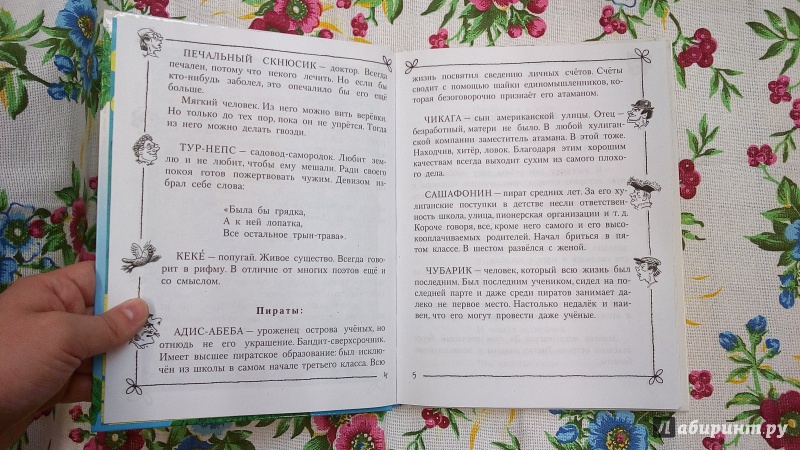 ПЕЧАЛЬНЫЙ СКНЮСИК — доктор. Всегда
печален, потому что некого лечить. Но если бы
кто-нибудь заболел, это опечалило бы его ещё
больше.
Мягкий человек. Из него можно вить верёвки.
Но только до тех пор, пока он не упрётся. Тогда
из него можно делать гвозди.
ТУР-НЕПС — садовод-самородок. Любит зем-
лю и не любит, чтобы ему мешали. Ради своего
покоя готов пожертвовать чужим. Девизом из-
брал себе слова:
«Была бы грядка,
А к ней лопатка,
Все остальное трын-трава».
КЕКЕ́ — попугай. Живое существо. Всегда гово-
рит в рифму. В отличие от многих поэтов ещё и
со смыслом.
Пираты:
АДИС-АБЕБА — уроженец острова учёных, но
отнюдь не его украшение. Бандит-сверхсрочник.
Имеет высшее пиратское образование: был исклю-
чён из школы в самом начале третьего класса. Всю
4
жизнь посвятил сведению личных счётов. Счёты
сводит с помощью шайки единомышленников, ко-
торая безоговорочно признаёт его атаманом.
ЧИКАГА — сын американской улицы. Отец —
безработный, матери не было. В любой хулиган-
ской компании заместитель атамана. В этой тоже.
Находчив, хитёр, ловок. Благодаря этим хорошим
качествам всегда выходит сухим из самого плохо-
го дела.
САШАФОНИН — пират средних лет. За его ху-
лиганские поступки в детстве несли ответствен-
ность школа, улица, пионерская организация и т. д.
Короче говоря, все, кроме него самого и его высо-
кооплачиваемых родителей. Начал бриться в пя-
том классе. В шестом развёлся с женой.
ЧУБАРИК — человек, который всю жизнь был
последним. Был последним учеником, сидел на по-
следней парте и даже среди пиратов занимает да-
леко не первое место. Настолько недалёк и наи-
вен, что его могут провести даже учёные.
5
Лабиринт.ру